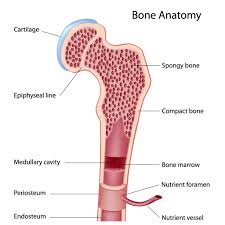 Bone Anatomy
Cartilage
Spongy bone
Epiphyseal line
Compact bone
Medullary cavity
Bone marrow
Nutrient foramen
Periosteum
Endosteum
Nutrient vessel